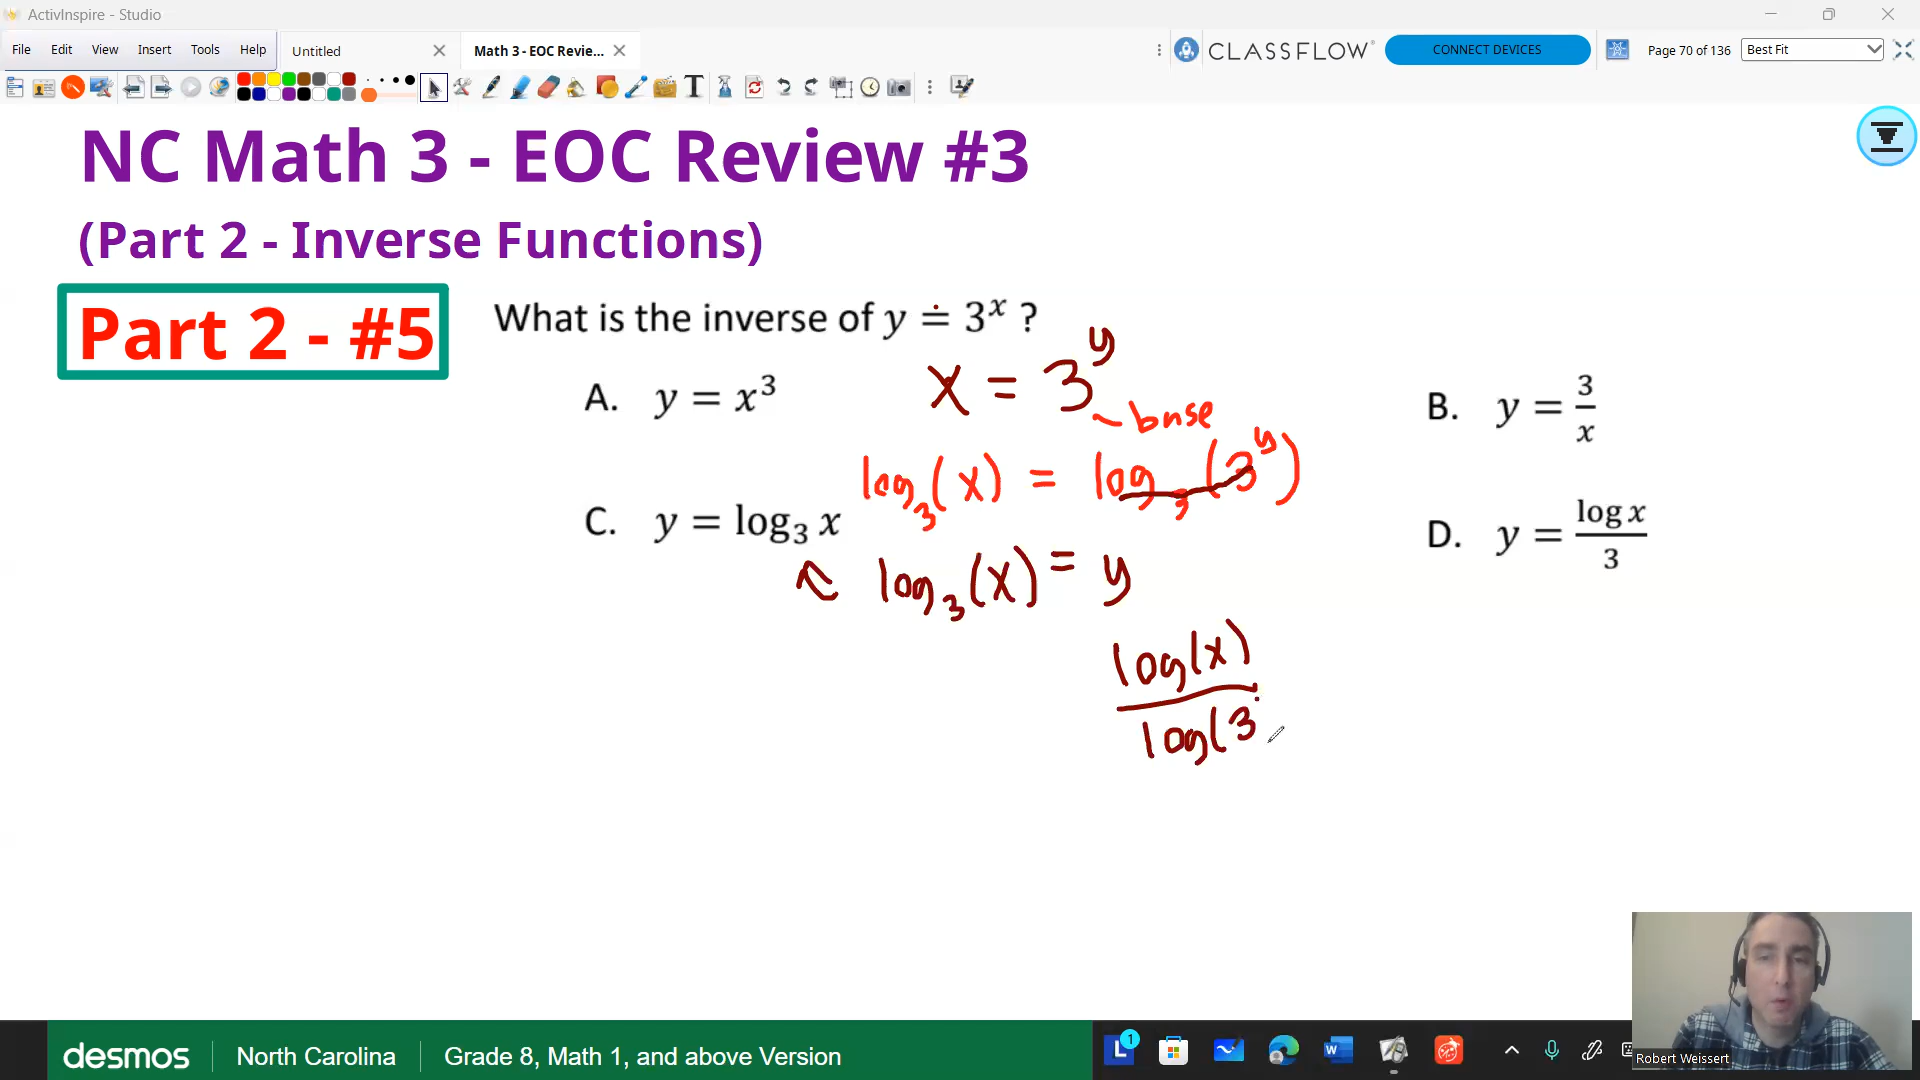 ActivInspire - Studio
File Edit View Insert Tools Help Untitled Math 3 - EOC Revie... CLASSFLOW CONNECT DEVICES Page 70 of 136 Best Fit
NC Math 3 - EOC Review #3
(Part 2 - Inverse Functions)
Part 2 - #5
What is the inverse of y = 3^x ?
x = 3^y
base
A. y = x^3
B. y = 3/x
log_3(x) = log_3(3^y)
C. y = log_3 x
D. y = log x / 3
log_3(x) = y
log(x)
log(3
desmos North Carolina Grade 8, Math 1, and above Version
1
Robert Weissert